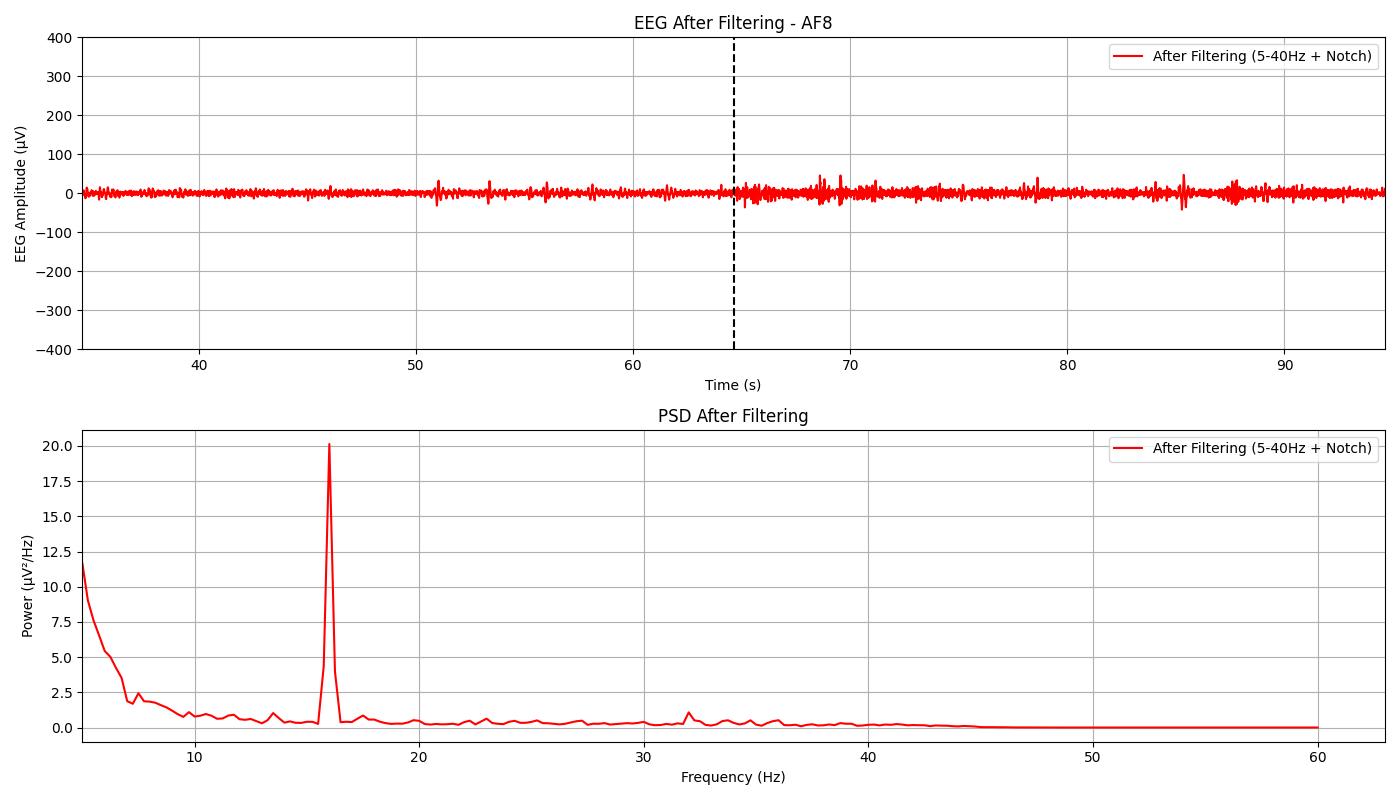 EEG After Filtering - AF8
After Filtering (5-40Hz + Notch)
EEG Amplitude (µV)
400
300
200
100
0
−100
−200
−300
−400
40 50 60 70 80 90
Time (s)
PSD After Filtering
After Filtering (5-40Hz + Notch)
Power (µV²/Hz)
20.0
17.5
15.0
12.5
10.0
7.5
5.0
2.5
0.0
10 20 30 40 50 60
Frequency (Hz)